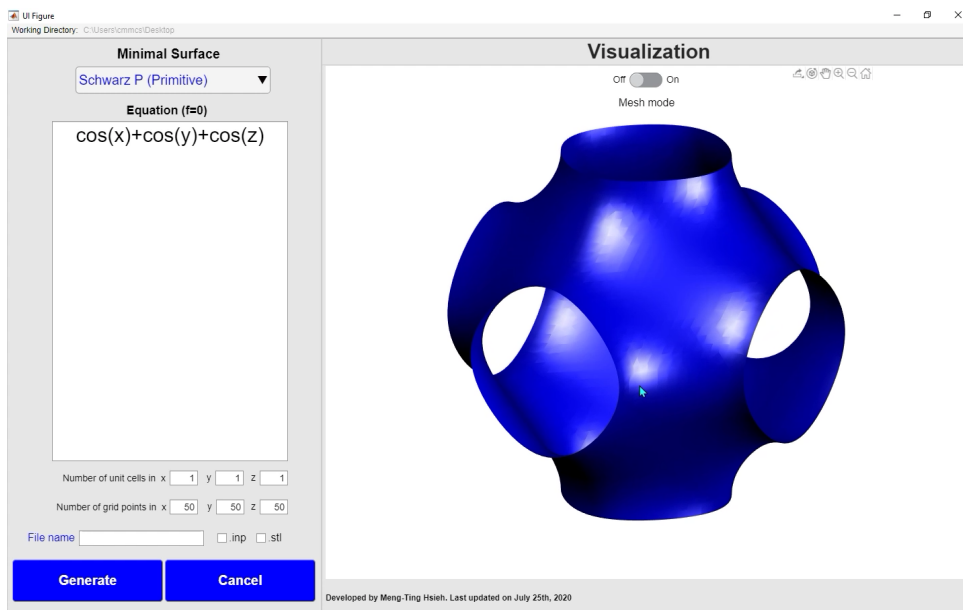 UI Figure
Working Directory: C:\Users\cmmcs\Desktop
Minimal Surface
Schwarz P (Primitive)
Equation (f=0)
cos(x)+cos(y)+cos(z)
Number of unit cells in x 1 y 1 z 1
Number of grid points in x 50 y 50 z 50
File name .inp .stl
Generate Cancel
Visualization
Off On
Mesh mode
Developed by Meng-Ting Hsieh. Last updated on July 25th, 2020